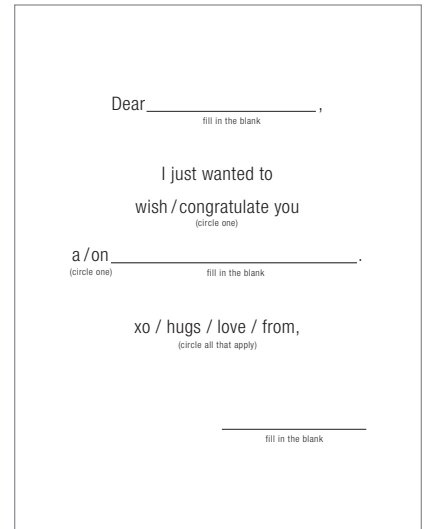 Dear ,
fill in the blank
I just wanted to
wish / congratulate you
(circle one)
a / on .
(circle one) fill in the blank
xo / hugs / love / from,
(circle all that apply)
fill in the blank